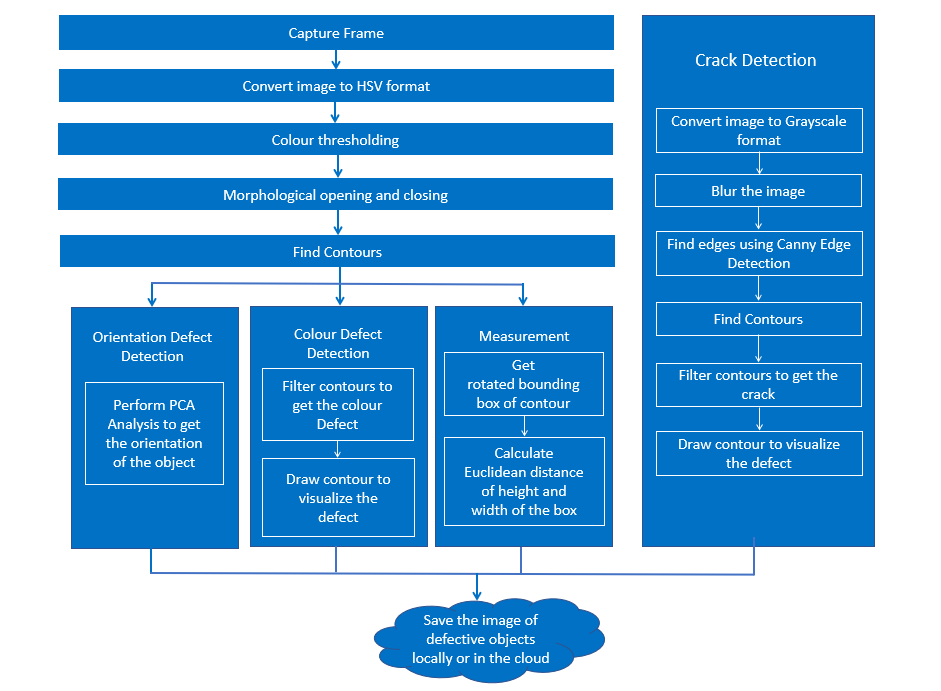 Capture Frame
Convert image to HSV format
Colour thresholding
Morphological opening and closing
Find Contours
Orientation Defect
Detection
Perform PCA
Analysis to get
the orientation
of the object
Colour Defect
Detection
Filter contours to
get the colour
Defect
Draw contour to
visualize the
defect
Measurement
Get
rotated bounding
box of contour
Calculate
Euclidean distance
of height and
width of the box
Crack Detection
Convert image to Grayscale
format
Blur the image
Find edges using Canny Edge
Detection
Find Contours
Filter contours to get the
crack
Draw contour to visualize
the defect
Save the image of
defective objects
locally or in the cloud